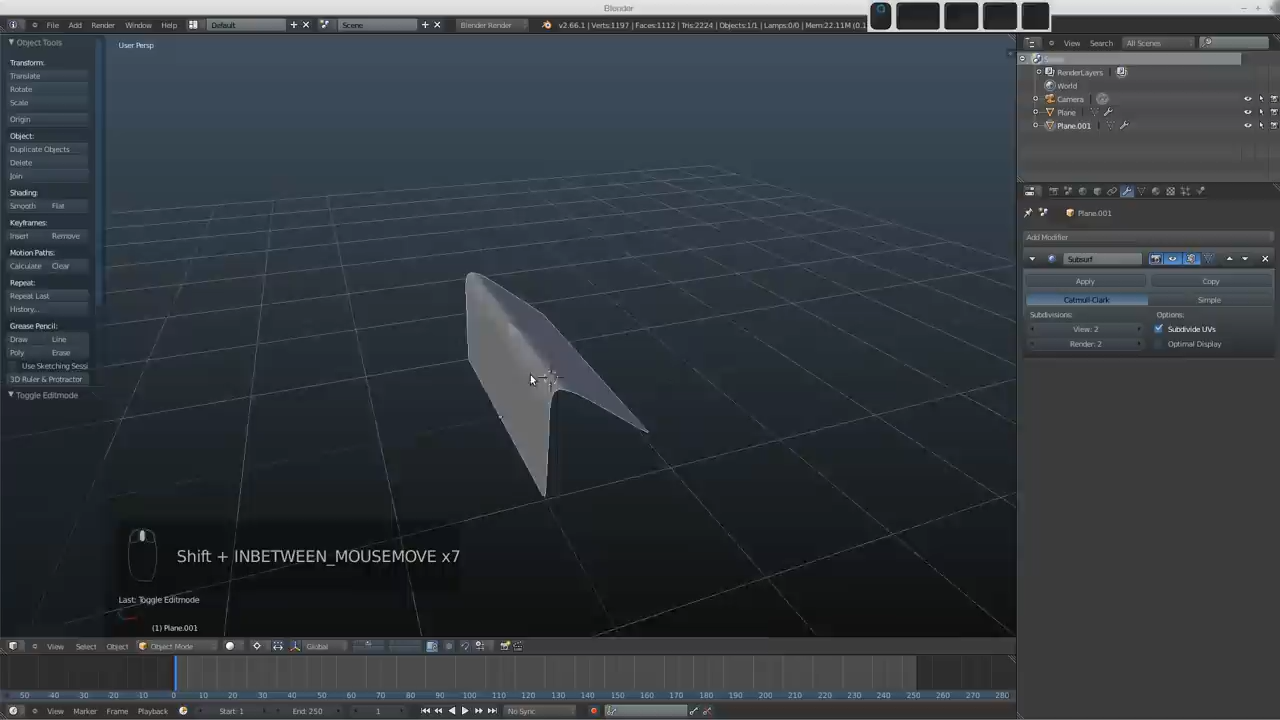 Blender
File Add Render Window Help Default Scene Blender Render v2.66.1 | Verts:1197 | Faces:1112 | Tris:2224 | Objects:1/1 | Lamps:0/0 | Mem:22.11M (0.1
Object Tools
Transform:
Translate
Rotate
Scale
Origin
Object:
Duplicate Objects
Delete
Join
Shading:
Smooth Flat
Keyframes:
Insert Remove
Motion Paths:
Calculate Clear
Repeat:
Repeat Last
History...
Grease Pencil:
Draw Line
Poly Erase
Use Sketching Sessi
3D Ruler & Protractor
Toggle Editmode
User Persp
Shift + INBETWEEN_MOUSEMOVE x7
Last: Toggle Editmode
(1) Plane.001
View Search All Scenes
RenderLayers
World
Camera
Plane
Plane.001
Plane.001
Add Modifier
Subsurf
Apply Copy
Catmull-Clark Simple
Subdivisions: Options:
View: 2 Subdivide UVs
Render: 2 Optimal Display
View Select Object Object Mode Global
50 40 30 20 10 0 10 20 30 40 50 60 70 80 90 100 110 120 130 140 150 160 170 180 190 200 210 220 230 240 250 260 270 280
View Marker Frame Playback Start: 1 End: 250 1 No Sync